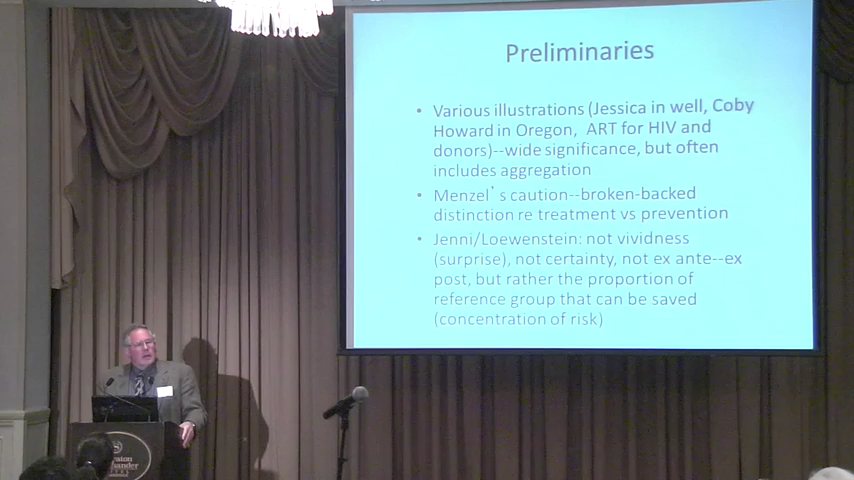 Preliminaries
• Various illustrations (Jessica in well, Coby
Howard in Oregon, ART for HIV and
donors)--wide significance, but often
includes aggregation
• Menzel's caution--broken-backed
distinction re treatment vs prevention
• Jenni/Loewenstein: not vividness
(surprise), not certainty, not ex ante--ex
post, but rather the proportion of
reference group that can be saved
(concentration of risk)